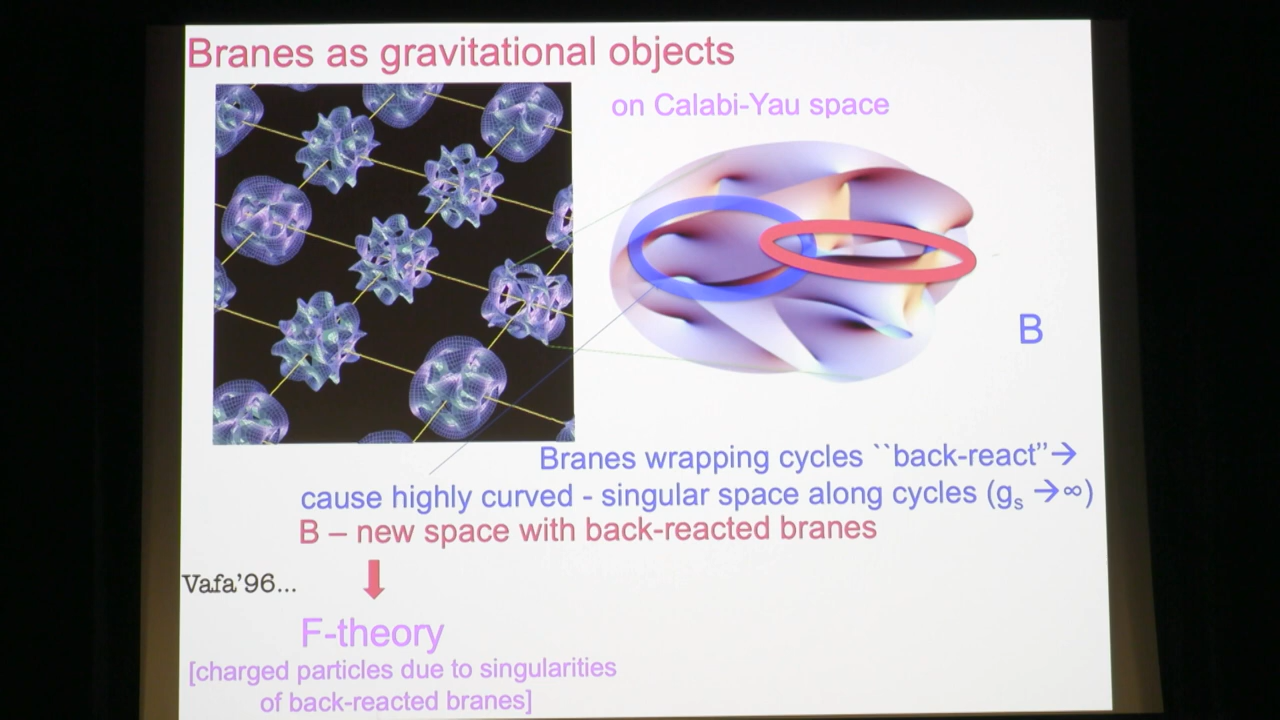 Branes as gravitational objects
on Calabi-Yau space
B
Branes wrapping cycles ``back-react''→
cause highly curved - singular space along cycles (gs →∞)
B – new space with back-reacted branes
Vafa'96...
F-theory
[charged particles due to singularities
of back-reacted branes]